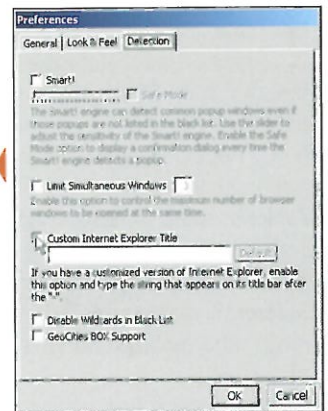 Preferences
General Look & Feel Detection
Smart!
Safe Mode
The Smart! engine can detect common popup windows even if
those popups are not listed in the black list. Use the slider to
adjust the sensitivity of the Smart! engine. Enable the Safe
Mode option to display a confirmation dialog every time the
Smart! engine detects a popup.
Limit Simultaneous Windows
Enable this option to control the maximum number of browser
windows to be opened at the same time.
Custom Internet Explorer Title
Default
If you have a customized version of Internet Explorer, enable
this option and type the string that appears on its title bar after
the "-".
Disable Wildcards in Black List
GeoCities BOX Support
OK Cancel